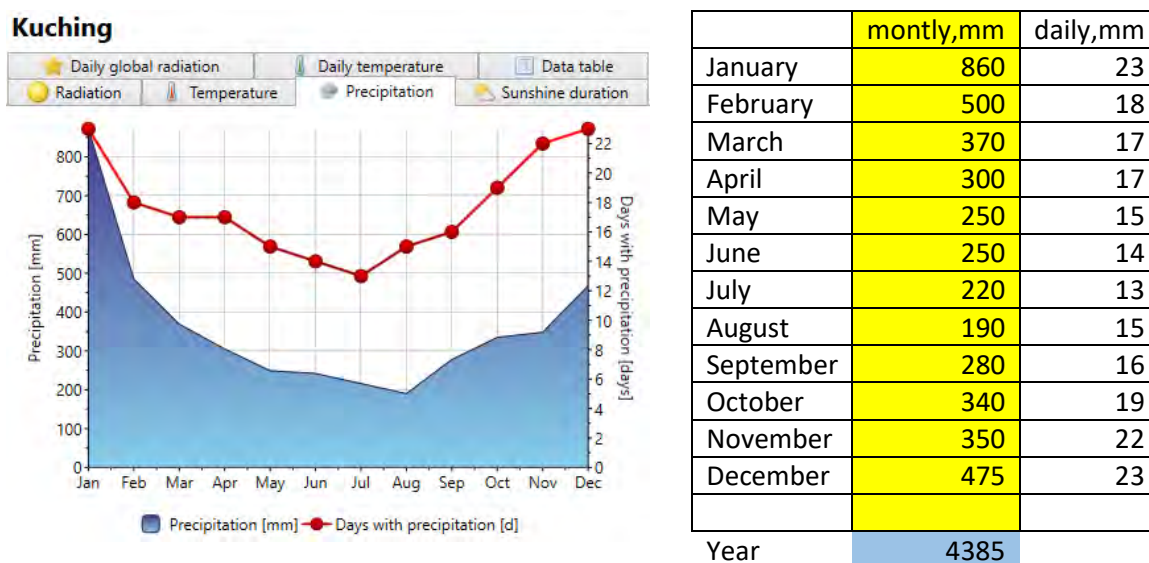 Kuching
Daily global radiation Daily temperature Data table
Radiation Temperature Precipitation Sunshine duration
Precipitation [mm]
800
700
600
500
400
300
200
100
0
Days with precipitation [days]
22
20
18
16
14
12
10
8
6
4
2
0
Jan Feb Mar Apr May Jun Jul Aug Sep Oct Nov Dec
Precipitation [mm] Days with precipitation [d]
montly,mm daily,mm
January 860 23
February 500 18
March 370 17
April 300 17
May 250 15
June 250 14
July 220 13
August 190 15
September 280 16
October 340 19
November 350 22
December 475 23
Year 4385